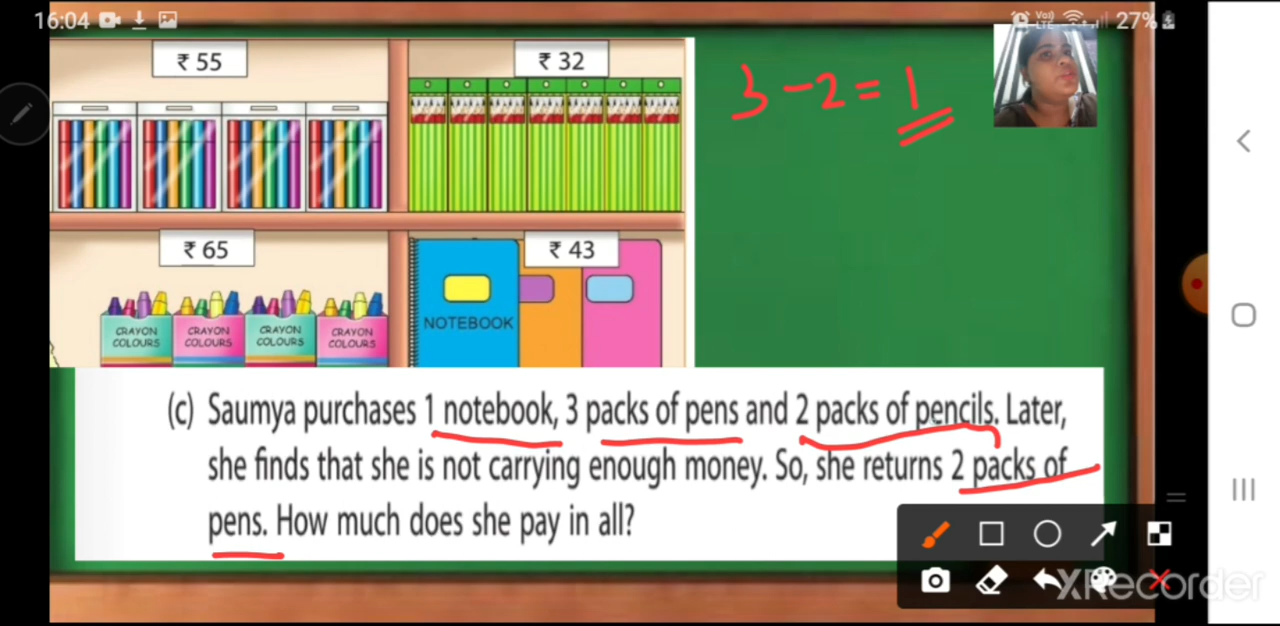 16:04 Vo) LTE 27%
₹ 55 ₹ 32
3 - 2 = 1
₹ 65 ₹ 43
CRAYON COLOURS CRAYON COLOURS CRAYON COLOURS CRAYON COLOURS
NOTEBOOK
(c) Saumya purchases 1 notebook, 3 packs of pens and 2 packs of pencils. Later,
she finds that she is not carrying enough money. So, she returns 2 packs of
pens. How much does she pay in all?
XRecorder